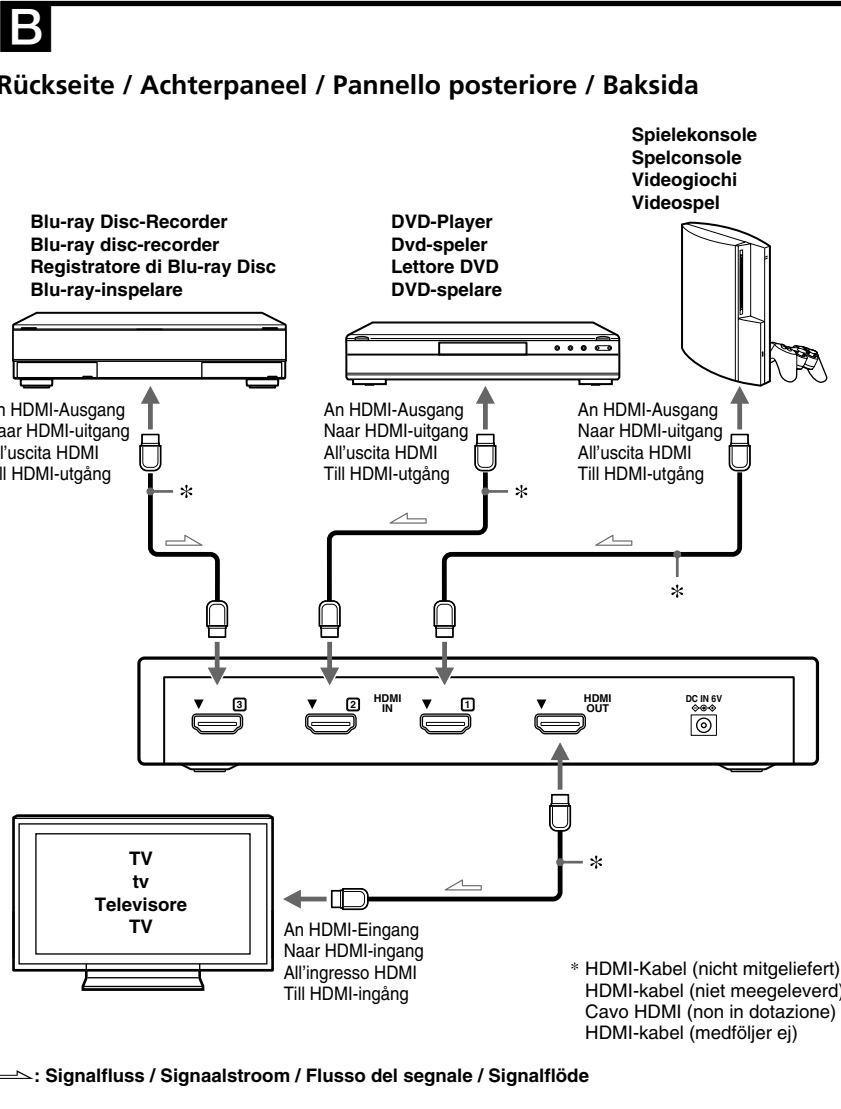 B
Rückseite / Achterpaneel / Pannello posteriore / Baksida
Spielekonsole
Spelconsole
Videogiochi
Videospel
Blu-ray Disc-Recorder
Blu-ray disc-recorder
Registratore di Blu-ray Disc
Blu-ray-inspelare
DVD-Player
Dvd-speler
Lettore DVD
DVD-spelare
n HDMI-Ausgang
aar HDMI-uitgang
l'uscita HDMI
ll HDMI-utgång
An HDMI-Ausgang
Naar HDMI-uitgang
All'uscita HDMI
Till HDMI-utgång
An HDMI-Ausgang
Naar HDMI-uitgang
All'uscita HDMI
Till HDMI-utgång
*
*
*
3
2
HDMI
IN
1
HDMI
OUT
DC IN 6V
*
TV
tv
Televisore
TV
An HDMI-Eingang
Naar HDMI-ingang
All'ingresso HDMI
Till HDMI-ingång
* HDMI-Kabel (nicht mitgeliefert)
HDMI-kabel (niet meegeleverd)
Cavo HDMI (non in dotazione)
HDMI-kabel (medföljer ej)
: Signalfluss / Signaalstroom / Flusso del segnale / Signalflöde